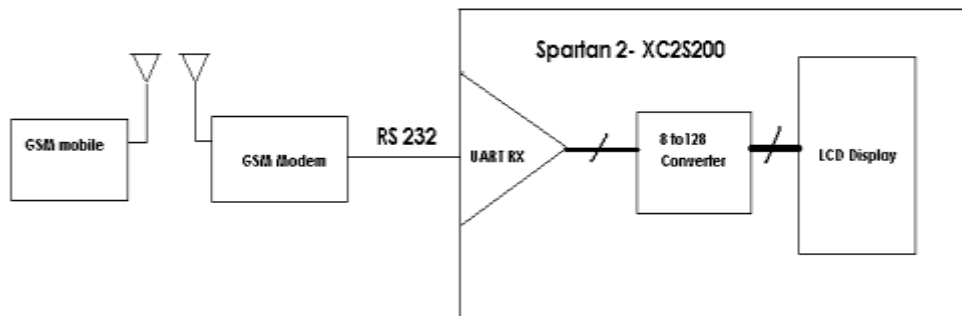 Spartan 2- XC2S200
GSM mobile
GSM Modem
RS 232
UART RX
8 to128
Converter
LCD Display